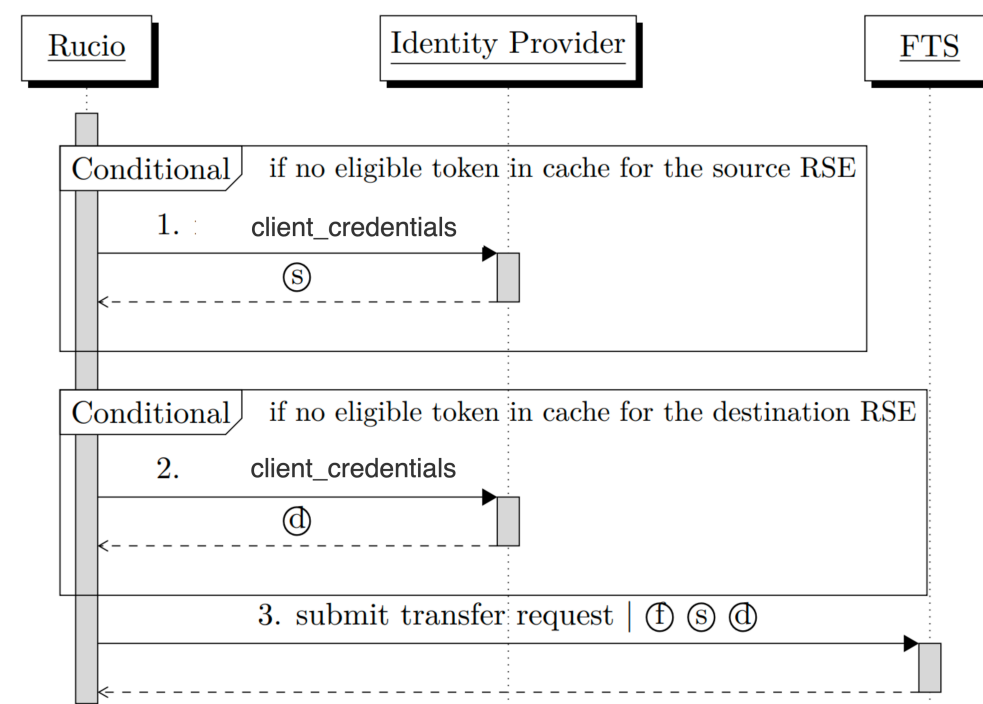 Rucio
Identity Provider
FTS
Conditional if no eligible token in cache for the source RSE
1. client_credentials
ⓢ
Conditional if no eligible token in cache for the destination RSE
2. client_credentials
ⓓ
3. submit transfer request | ⓕ ⓢ ⓓ